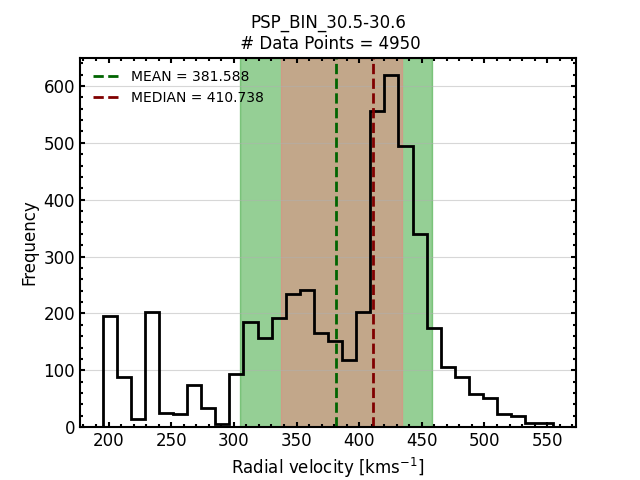 PSP_BIN_30.5-30.6
# Data Points = 4950
MEAN = 381.588
MEDIAN = 410.738
Frequency
600
500
400
300
200
100
0
200 250 300 350 400 450 500 550
Radial velocity [kms⁻¹]